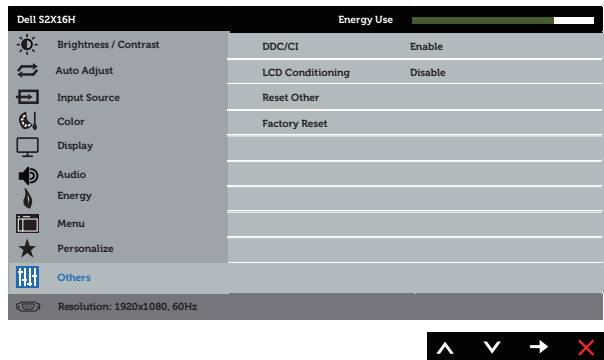 Dell S2X16H Energy Use
Brightness / Contrast DDC/CI Enable
Auto Adjust LCD Conditioning Disable
Input Source Reset Other
Color Factory Reset
Display
Audio
Energy
Menu
Personalize
Others
Resolution: 1920x1080, 60Hz